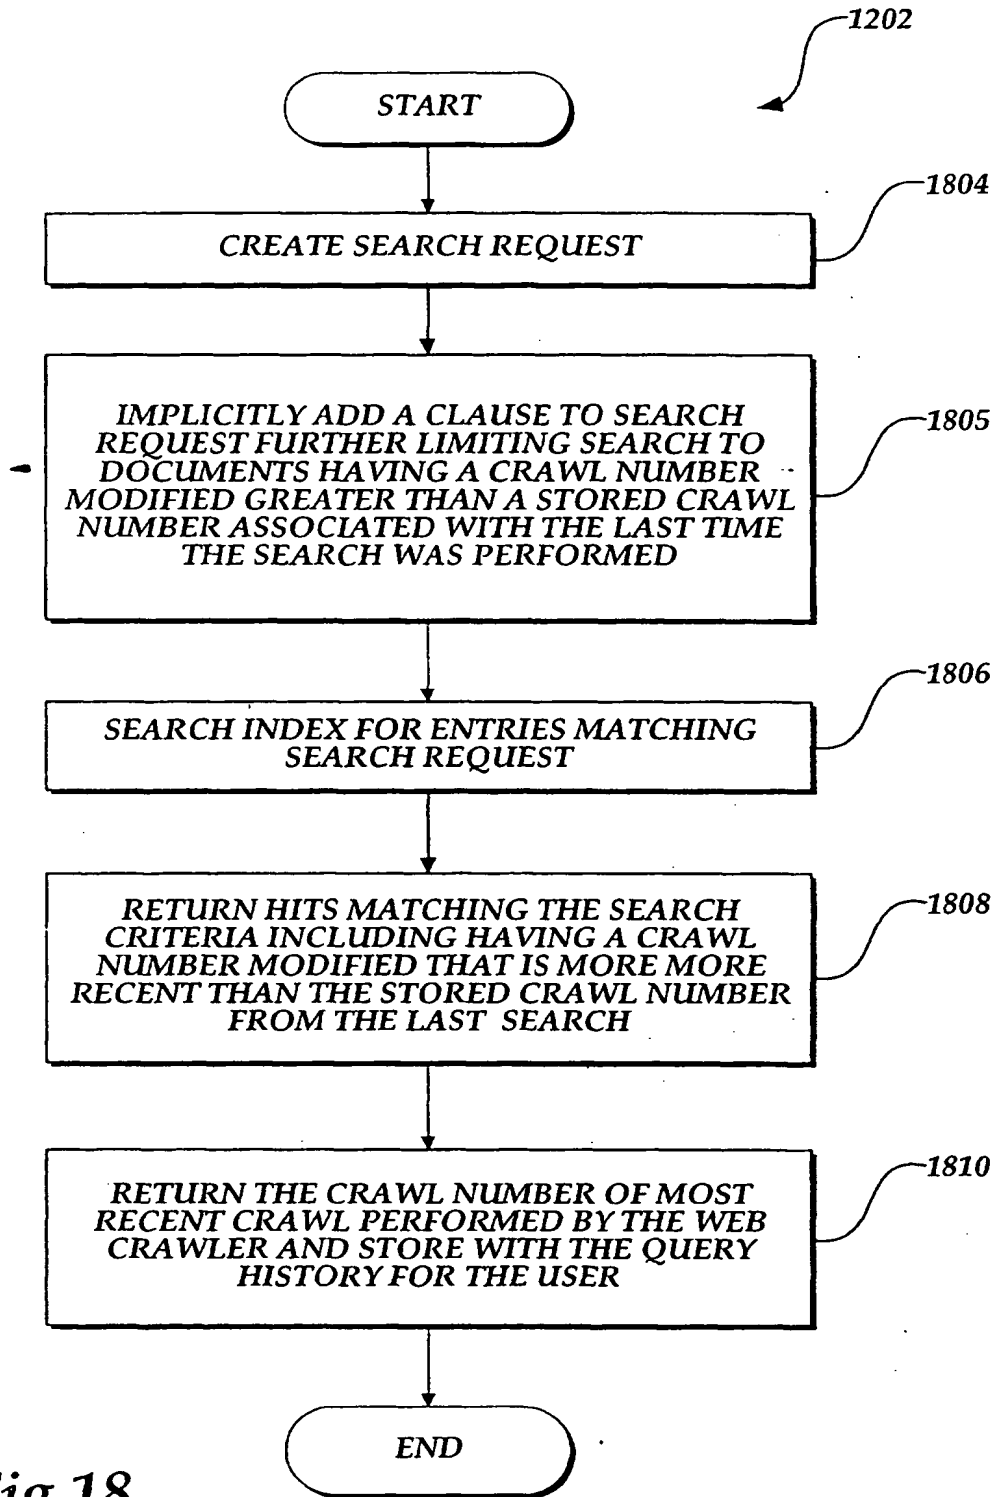 1202
START
1804
CREATE SEARCH REQUEST
IMPLICITLY ADD A CLAUSE TO SEARCH
REQUEST FURTHER LIMITING SEARCH TO
DOCUMENTS HAVING A CRAWL NUMBER
MODIFIED GREATER THAN A STORED CRAWL
NUMBER ASSOCIATED WITH THE LAST TIME
THE SEARCH WAS PERFORMED
1805
1806
SEARCH INDEX FOR ENTRIES MATCHING
SEARCH REQUEST
RETURN HITS MATCHING THE SEARCH
CRITERIA INCLUDING HAVING A CRAWL
NUMBER MODIFIED THAT IS MORE MORE
RECENT THAN THE STORED CRAWL NUMBER
FROM THE LAST SEARCH
1808
RETURN THE CRAWL NUMBER OF MOST
RECENT CRAWL PERFORMED BY THE WEB
CRAWLER AND STORE WITH THE QUERY
HISTORY FOR THE USER
1810
END
18